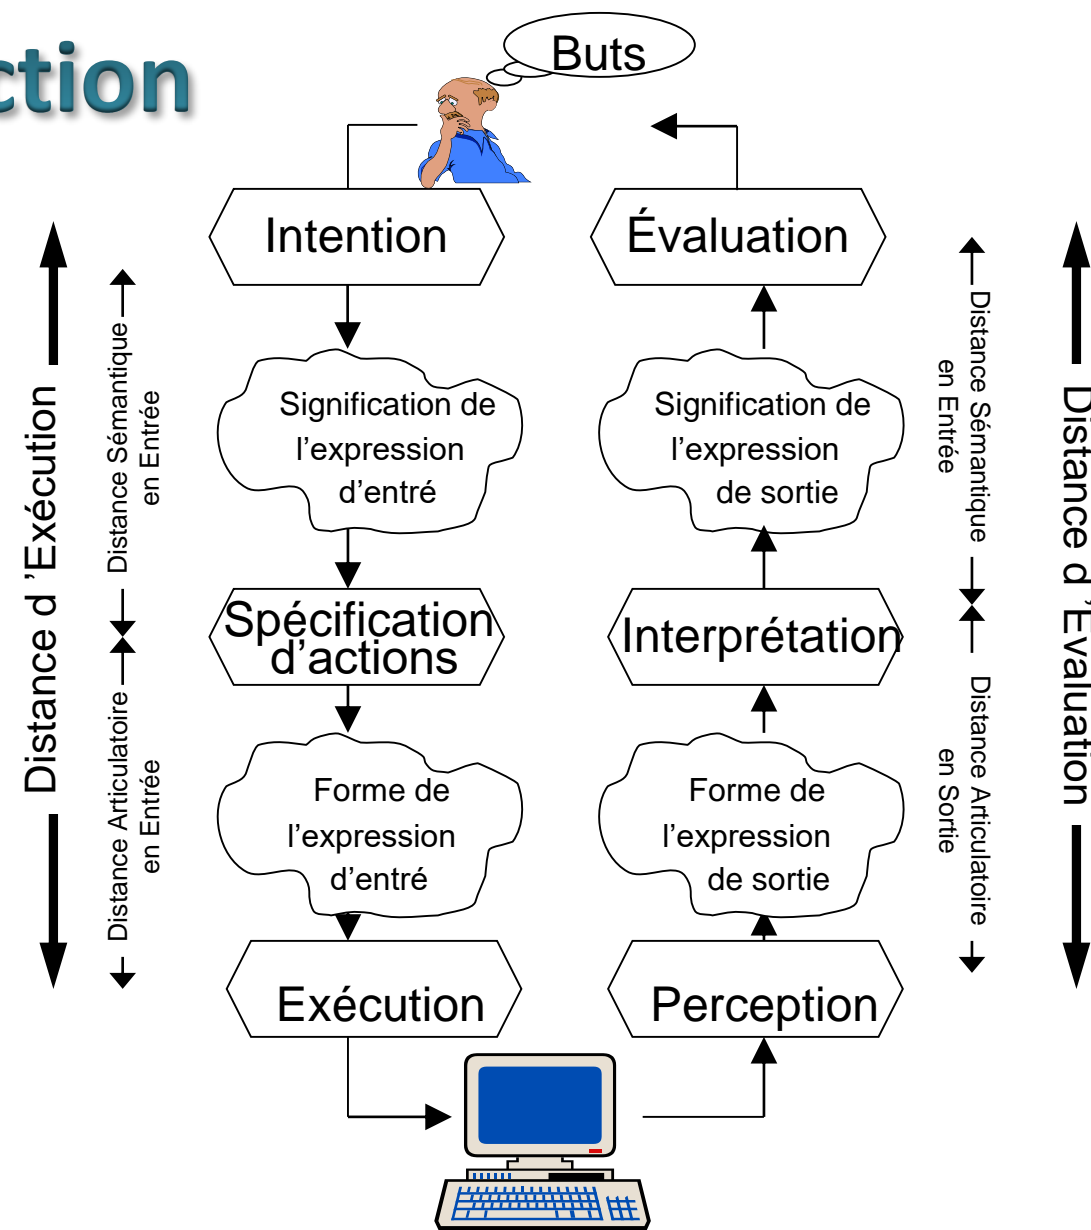 ction
Buts
Intention
Évaluation
Signification de
l’expression
d’entré
Signification de
l’expression
de sortie
Spécification
d’actions
Interprétation
Forme de
l’expression
d’entré
Forme de
l’expression
de sortie
Exécution
Perception
Distance d ’Exécution
Distance Sémantique
en Entrée
Distance Articulatoire
en Entrée
Distance Sémantique
en Entrée
Distance Articulatoire
en Sortie
Distance d ’Évaluation